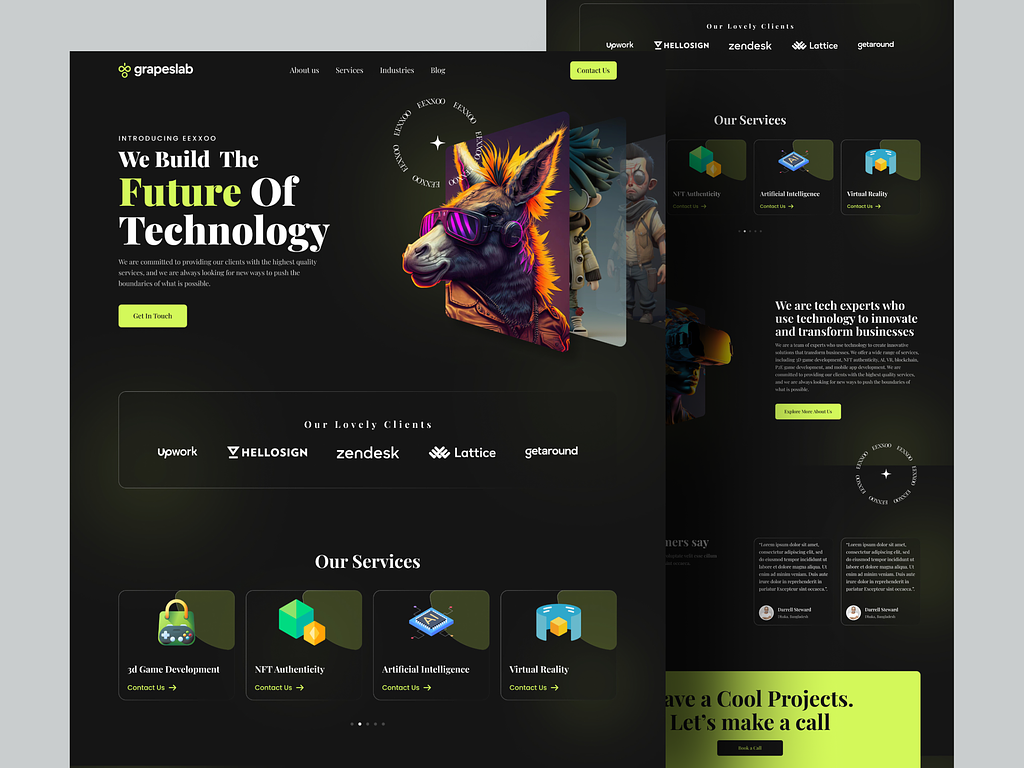 grapeslab
About us
Services
Industries
Blog
Contact Us
INTRODUCING EEXXOO
We Build The
Future Of
Technology
We are committed to providing our clients with the highest quality
services, and we are always looking for new ways to push the
boundaries of what is possible.
Get In Touch
EEXXOO EEXXOO EEXXOO EEXXOO EEXXOO EEXXOO EEXXOO
Our Lovely Clients
Upwork
HELLOSIGN
zendesk
Lattice
getaround
Our Services
3d Game Development
Contact Us
NFT Authenticity
Contact Us
AI
Artificial Intelligence
Contact Us
Virtual Reality
Contact Us
Our Lovely Clients
Upwork
HELLOSIGN
zendesk
Lattice
getaround
Our Services
NFT Authenticity
Contact Us
AI
Artificial Intelligence
Contact Us
Virtual Reality
Contact Us
We are tech experts who
use technology to innovate
and transform businesses
We are a team of experts who use technology to create innovative
solutions that transform businesses. We offer a wide range of services,
including 3D game development, NFT authenticity, AI, VR, blockchain,
P2E game development, and mobile app development. We are
committed to providing our clients with the highest quality services,
and we are always looking for new ways to push the boundaries of
what is possible.
Explore More About Us
EEXXOO EEXXOO EEXXOO EEXXOO EEXXOO EEXXOO EEXXOO
mers say
"Lorem ipsum dolor sit amet,
consectetur adipiscing elit, sed
do eiusmod tempor incididunt ut
labore et dolore magna aliqua. Ut
enim ad minim veniam. Duis aute
irure dolor in reprehenderit in
pariatur Excepteur sint occaeca.".
Darrell Steward
Dhaka, Bangladesh
"Lorem ipsum dolor sit amet,
consectetur adipiscing elit, sed
do eiusmod tempor incididunt ut
labore et dolore magna aliqua. Ut
enim ad minim veniam. Duis aute
irure dolor in reprehenderit in
pariatur Excepteur sint occaeca.".
Darrell Steward
Dhaka, Bangladesh
ave a Cool Projects.
Let's make a call
Book a Call